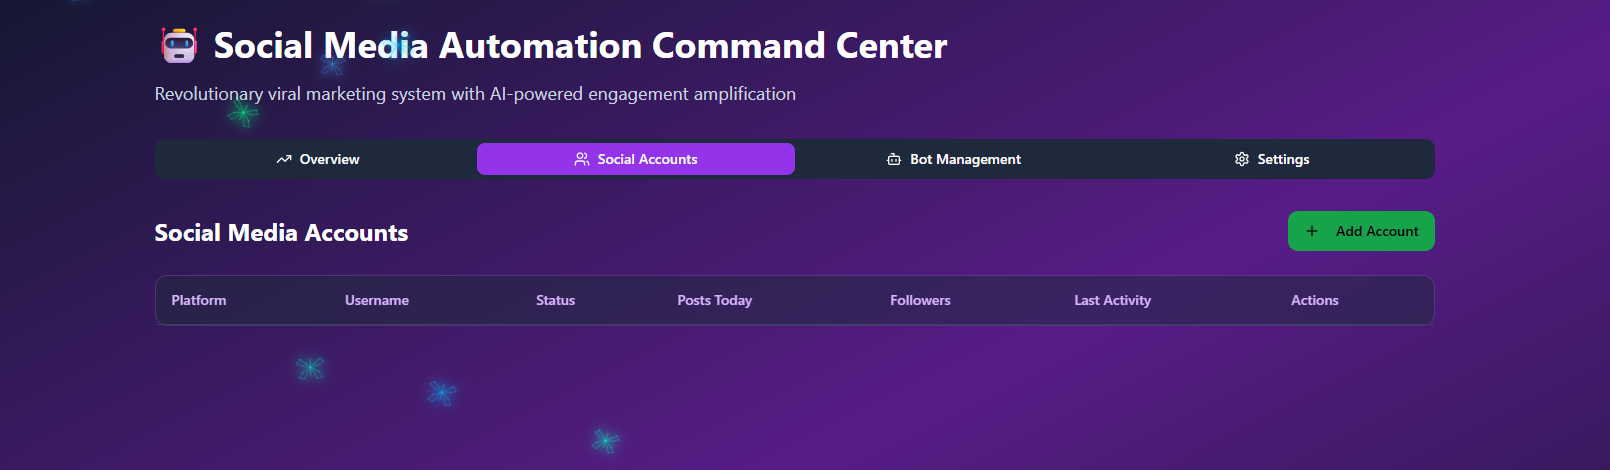 Social Media Automation Command Center
Revolutionary viral marketing system with AI-powered engagement amplification
Overview Social Accounts Bot Management Settings
Social Media Accounts Add Account
Platform Username Status Posts Today Followers Last Activity Actions